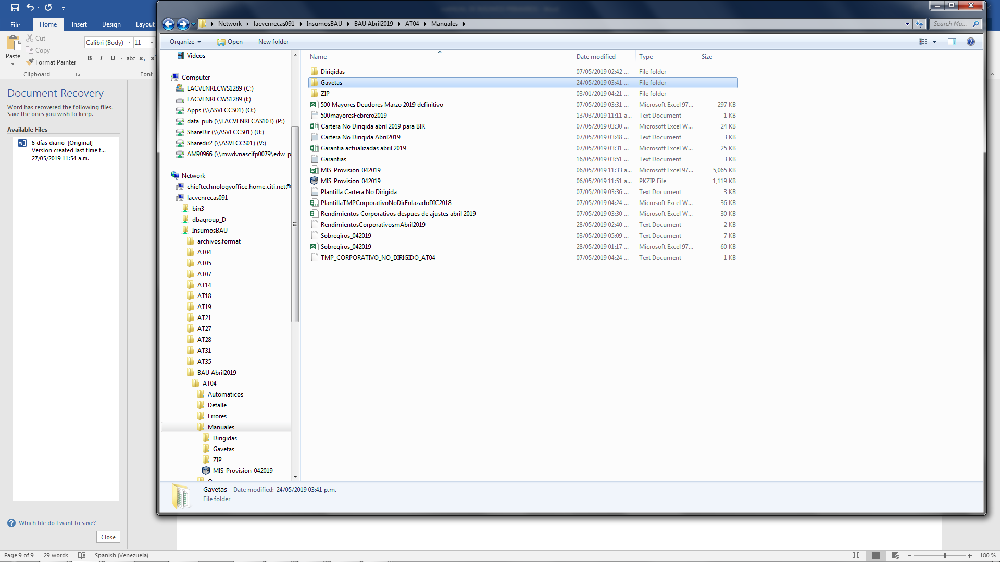 File
Home
Insert
Design
Layout
Paste
Cut
Copy
Format Painter
Clipboard
Calibri (Body)
11
B I U abc x₂ x
Font
Document Recovery
Word has recovered the following files.
Save the ones you wish to keep.
Available Files
6 días diario [Original]
Version created last time t...
27/05/2019 11:54 a.m.
Which file do I want to save?
Close
Page 9 of 9
29 words
Spanish (Venezuela)
180 %
Network
lacvenrecas091
InsumosBAU
BAU Abril2019
AT04
Manuales
Search Ma...
Organize
Open
New folder
Videos
Computer
LACVENRECWS1289 (C:)
LACVENRECWS1289 (I:)
Apps (\\ASVECCS01) (O:)
data_pub (\\LACVENRECAS103) (P:)
ShareDir (\\ASVECCS01) (U:)
Sharedir2 (\\ASVECCS01) (V:)
AM90966 (\\mwdvnascifp0079\edw_p
Network
chieftechnologyoffice.home.citi.net@
lacvenrecas091
bin3
dbagroup_D
InsumosBAU
archivos.format
AT04
AT05
AT07
AT14
AT18
AT19
AT21
AT27
AT28
AT31
AT35
BAU Abril2019
AT04
Automaticos
Detalle
Errores
Manuales
Dirigidas
Gavetas
ZIP
MIS_Provision_042019
Name Date modified Type Size
Dirigidas 07/05/2019 02:42 ... File folder
Gavetas 24/05/2019 03:41 ... File folder
ZIP 03/01/2019 04:21 ... File folder
500 Mayores Deudores Marzo 2019 definitivo 07/05/2019 03:31 ... Microsoft Excel 97... 297 KB
500mayoresFebrero2019 13/03/2019 11:11 a... Text Document 1 KB
Cartera No Dirigida abril 2019 para BIR 07/05/2019 03:30 ... Microsoft Excel W... 24 KB
Cartera No Dirigida Abril2019 07/05/2019 03:48 ... Text Document 3 KB
Garantia actualizadas abril 2019 07/05/2019 03:31 ... Microsoft Excel W... 25 KB
Garantias 16/05/2019 03:51 ... Text Document 3 KB
MIS_Provision_042019 06/05/2019 11:33 a... Microsoft Excel 97... 5,065 KB
MIS_Provision_042019 06/05/2019 11:51 a... PKZIP File 1,119 KB
Plantilla Cartera No Dirigida 07/05/2019 03:36 ... Text Document 3 KB
PlantillaTMPCorporativoNoDirEnlazadoDIC2018 07/05/2019 04:24 ... Microsoft Excel W... 36 KB
Rendimientos Corporativos despues de ajustes abril 2019 07/05/2019 03:30 ... Microsoft Excel W... 30 KB
RendimientosCorporativosmAbril2019 28/05/2019 02:40 ... Text Document 2 KB
Sobregiros_042019 03/05/2019 05:09 ... Text Document 7 KB
Sobregiros_042019 28/05/2019 01:17 ... Microsoft Excel 97... 60 KB
TMP_CORPORATIVO_NO_DIRIGIDO_AT04 07/05/2019 04:24 ... Text Document 1 KB
Gavetas Date modified: 24/05/2019 03:41 p.m.
File folder